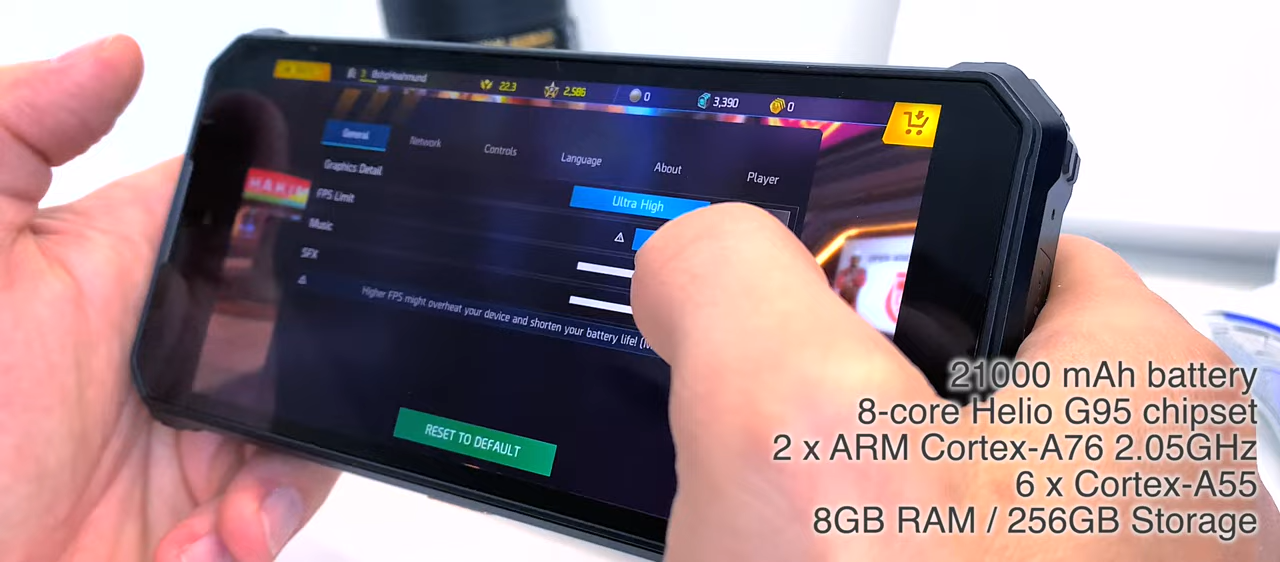 22.3
2,586
0
3,390
0
General
Network
Controls
Language
About
Player
Graphics Detail
Ultra High
FPS Limit
Music
SFX
HAKIM
Higher FPS might overheat your device and shorten your battery life!
RESET TO DEFAULT
21000 mAh battery
8-core Helio G95 chipset
2 x ARM Cortex-A76 2.05GHz
6 x Cortex-A55
8GB RAM / 256GB Storage